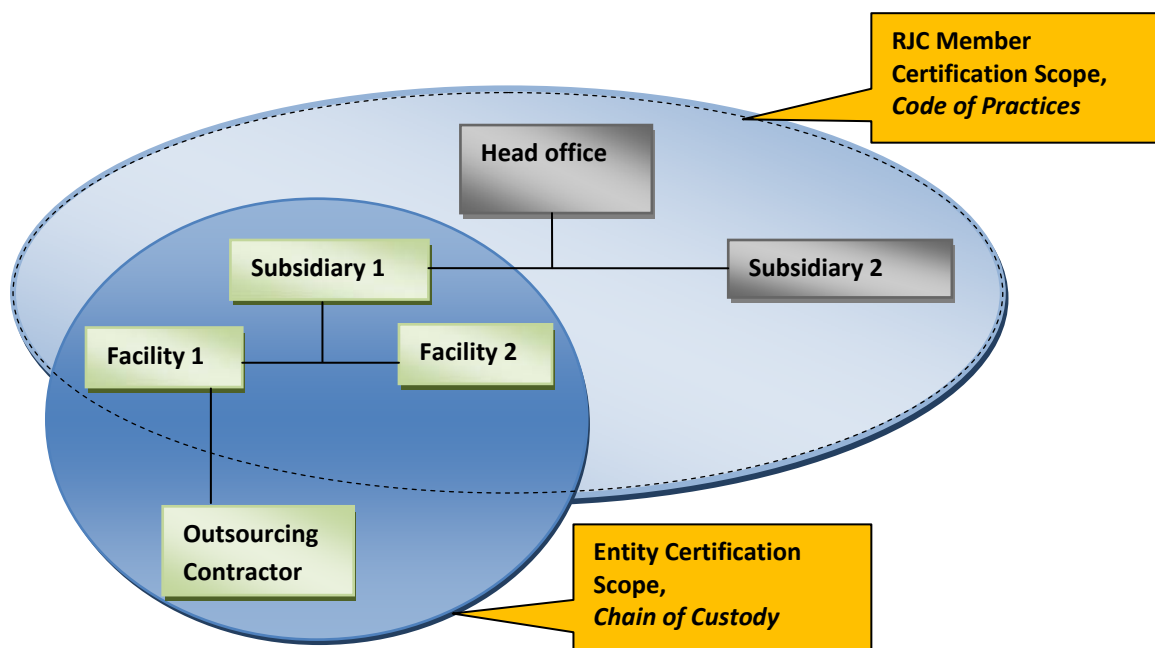 RJC Member
Certification Scope,
Code of Practices
Head office
Subsidiary 1
Subsidiary 2
Facility 1
Facility 2
Outsourcing
Contractor
Entity Certification
Scope,
Chain of Custody